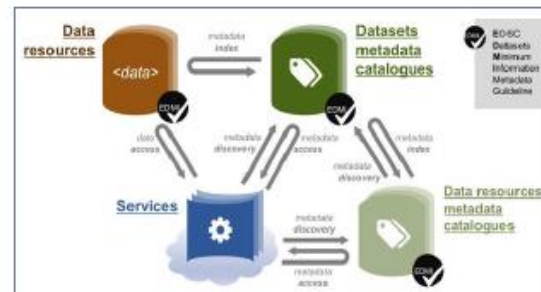 Data
resources
metadata
index
Datasets
metadata
catalogues
<data>
EDMI
EDMI
EOSC
Datasets
Minimum
Information
Metadata
Guideline
data
access
metadata
discovery
metadata
access
metadata
index
metadata
discovery
Services
Data resources
metadata
catalogues
metadata
discovery
metadata
access
EDMI